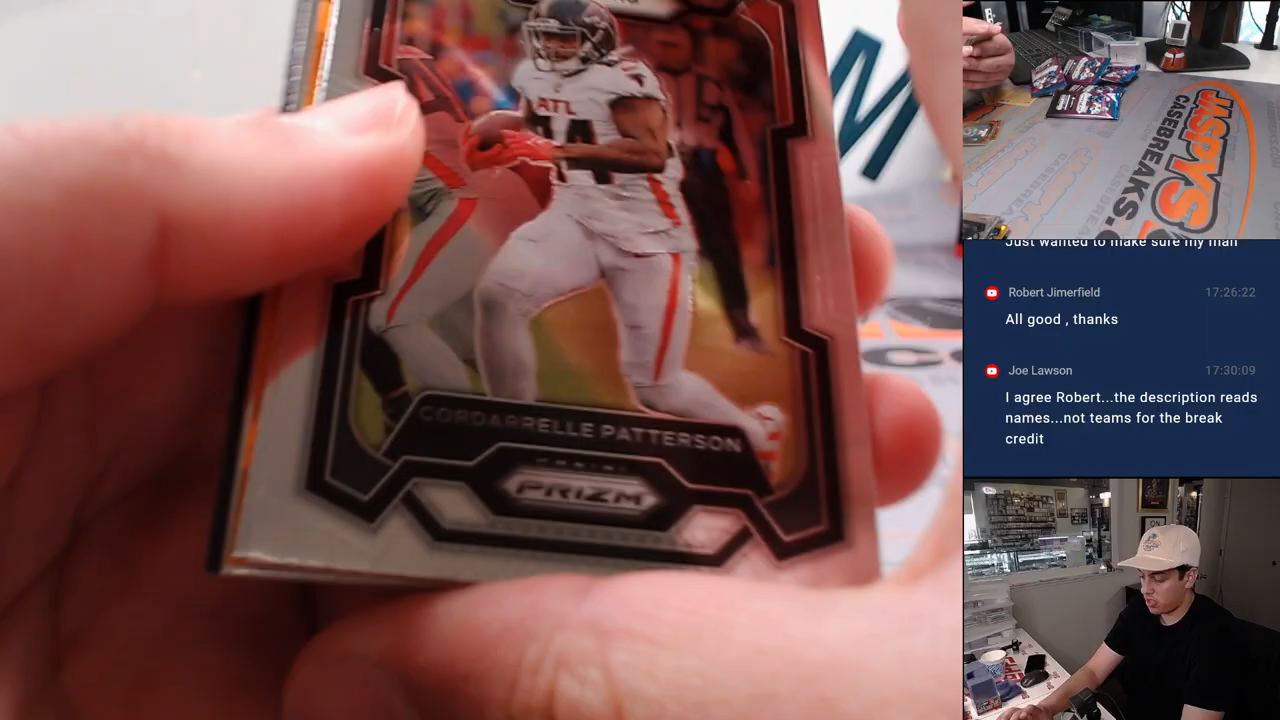 ATL
CORDARRELLE PATTERSON
PANINI
PRIZM
M
JASPYS
CASEBREAKS.
Just wanted to make sure my man
Robert Jimerfield 17:26:22
All good , thanks
Joe Lawson 17:30:09
I agree Robert...the description reads
names...not teams for the break
credit
ON